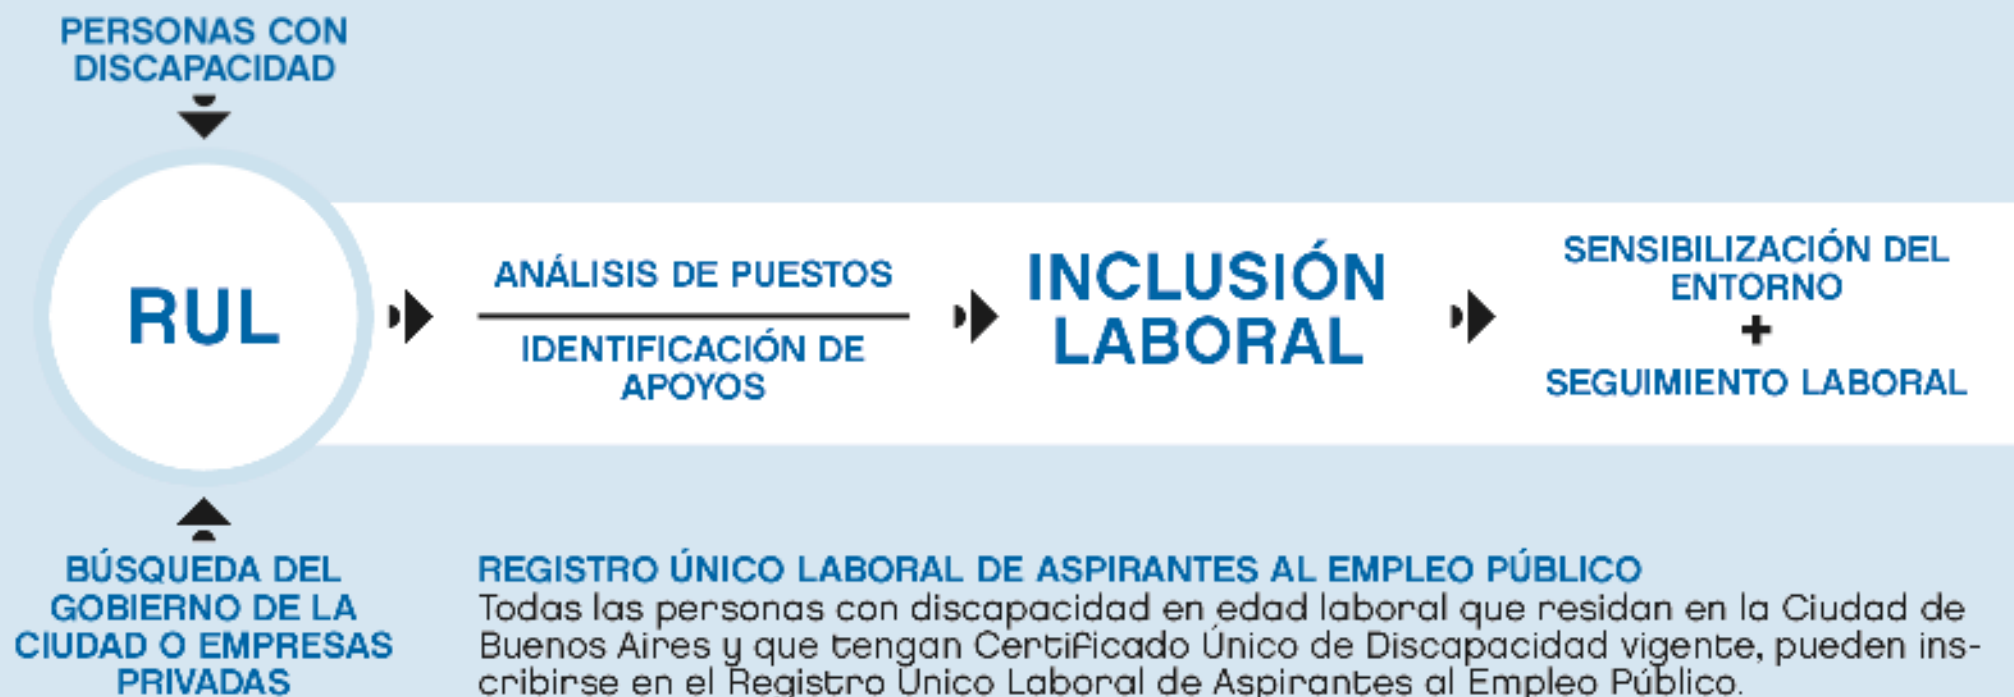 PERSONAS CON
DISCAPACIDAD
RUL
ANÁLISIS DE PUESTOS
IDENTIFICACIÓN DE
APOYOS
INCLUSIÓN
LABORAL
SENSIBILIZACIÓN DEL
ENTORNO
+
SEGUIMIENTO LABORAL
BÚSQUEDA DEL
GOBIERNO DE LA
CIUDAD O EMPRESAS
PRIVADAS
REGISTRO ÚNICO LABORAL DE ASPIRANTES AL EMPLEO PÚBLICO
Todas las personas con discapacidad en edad laboral que residan en la Ciudad de
Buenos Aires y que tengan Certificado Único de Discapacidad vigente, pueden ins-
cribirse en el Registro Único Laboral de Aspirantes al Empleo Público.